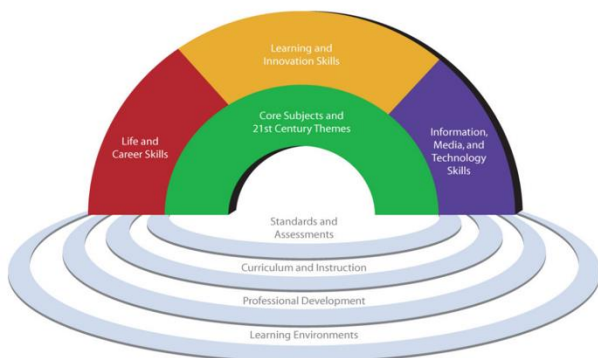 Learning and
Innovation Skills
Core Subjects and
21st Century Themes
Life and
Career Skills
Information,
Media, and
Technology
Skills
Standards and
Assessments
Curriculum and Instruction
Professional Development
Learning Environments